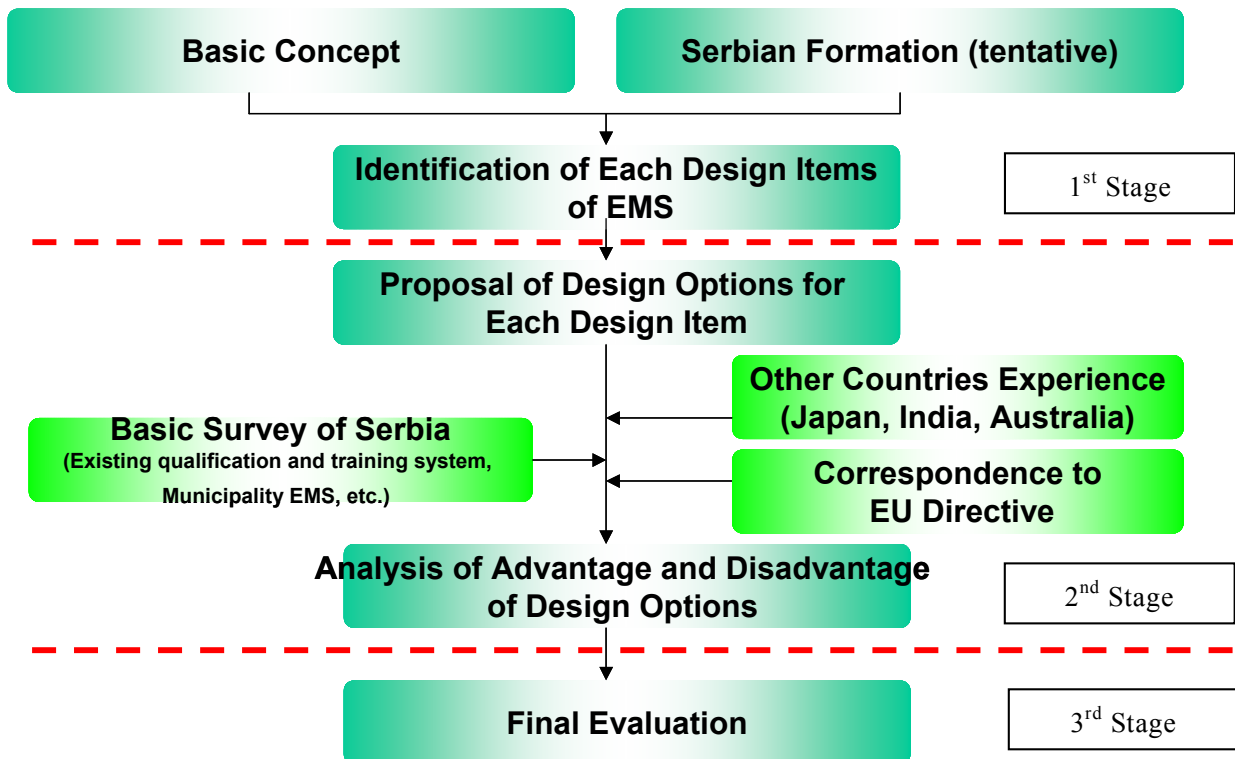 Basic Concept
Serbian Formation (tentative)
Identification of Each Design Items
of EMS
1st Stage
Proposal of Design Options for
Each Design Item
Other Countries Experience
(Japan, India, Australia)
Basic Survey of Serbia
(Existing qualification and training system,
Municipality EMS, etc.)
Correspondence to
EU Directive
Analysis of Advantage and Disadvantage
of Design Options
2nd Stage
Final Evaluation
3rd Stage